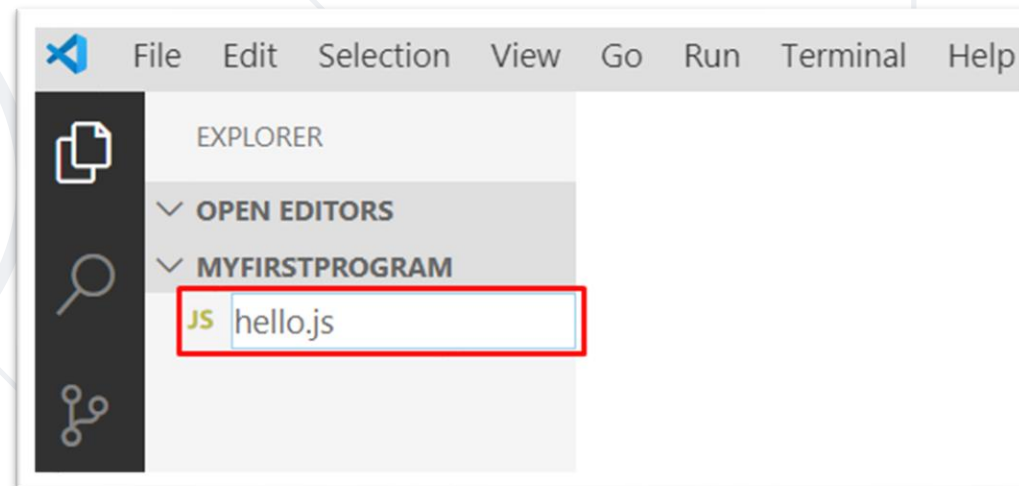 File Edit Selection View Go Run Terminal Help
EXPLORER
OPEN EDITORS
MYFIRSTPROGRAM
JS hello.js